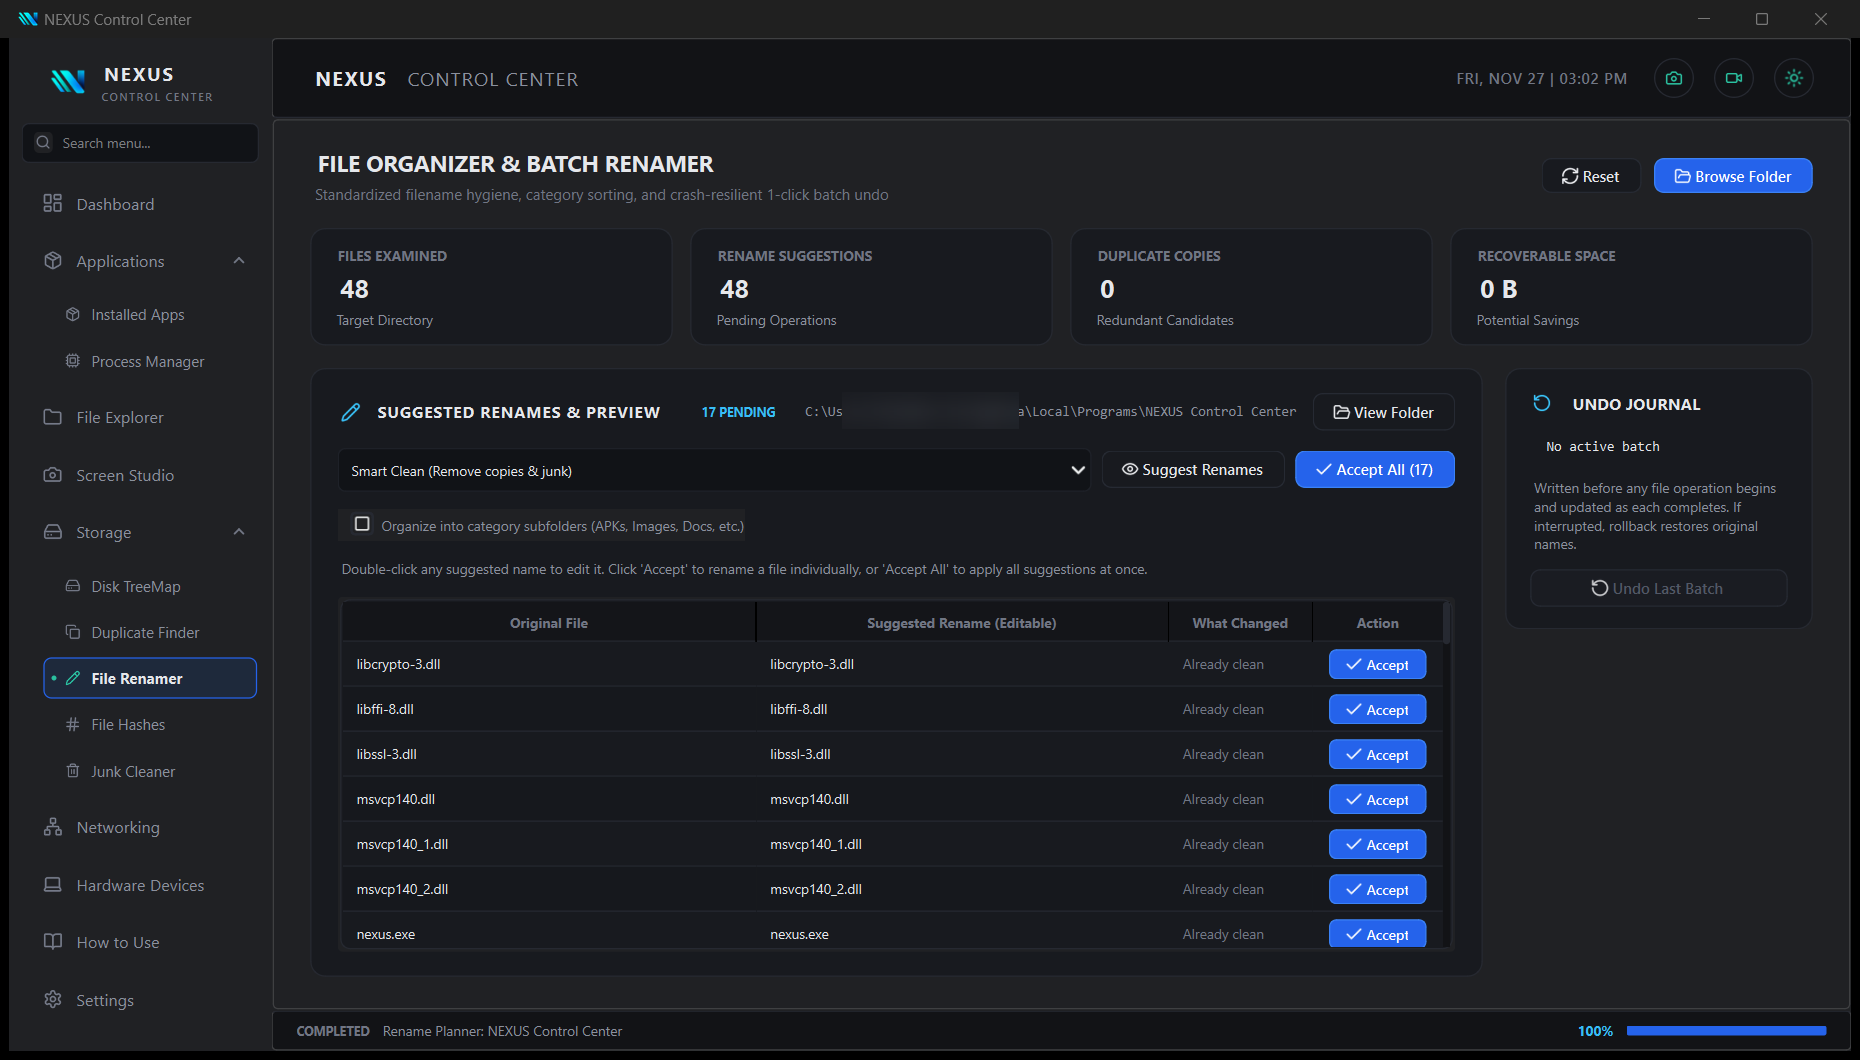 NEXUS Control Center
NEXUS
CONTROL CENTER
Search menu...
Dashboard
Applications
Installed Apps
Process Manager
File Explorer
Screen Studio
Storage
Disk TreeMap
Duplicate Finder
File Renamer
File Hashes
Junk Cleaner
Networking
Hardware Devices
How to Use
Settings
NEXUS CONTROL CENTER
FRI, NOV 27 | 03:02 PM
FILE ORGANIZER & BATCH RENAMER
Standardized filename hygiene, category sorting, and crash-resilient 1-click batch undo
Reset
Browse Folder
FILES EXAMINED
48
Target Directory
RENAME SUGGESTIONS
48
Pending Operations
DUPLICATE COPIES
0
Redundant Candidates
RECOVERABLE SPACE
0 B
Potential Savings
SUGGESTED RENAMES & PREVIEW
17 PENDING
C:\Us a\Local\Programs\NEXUS Control Center
View Folder
Smart Clean (Remove copies & junk)
Suggest Renames
Accept All (17)
Organize into category subfolders (APKs, Images, Docs, etc.)
Double-click any suggested name to edit it. Click 'Accept' to rename a file individually, or 'Accept All' to apply all suggestions at once.
Original File Suggested Rename (Editable) What Changed Action
libcrypto-3.dll libcrypto-3.dll Already clean Accept
libffi-8.dll libffi-8.dll Already clean Accept
libssl-3.dll libssl-3.dll Already clean Accept
msvcp140.dll msvcp140.dll Already clean Accept
msvcp140_1.dll msvcp140_1.dll Already clean Accept
msvcp140_2.dll msvcp140_2.dll Already clean Accept
nexus.exe nexus.exe Already clean Accept
UNDO JOURNAL
No active batch
Written before any file operation begins
and updated as each completes. If
interrupted, rollback restores original
names.
Undo Last Batch
COMPLETED Rename Planner: NEXUS Control Center
100%